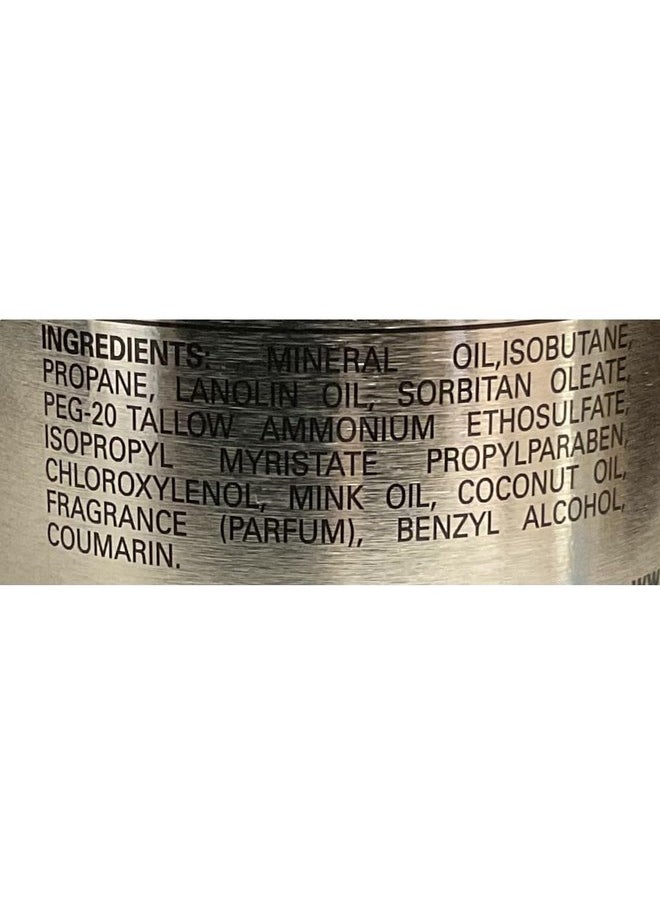 INGREDIENTS: MINERAL OIL,ISOBUTANE,
PROPANE, LANOLIN OIL, SORBITAN OLEATE,
PEG-20 TALLOW AMMONIUM ETHOSULFATE,
ISOPROPYL MYRISTATE PROPYLPARABEN,
CHLOROXYLENOL, MINK OIL, COCONUT OIL,
FRAGRANCE (PARFUM), BENZYL ALCOHOL,
COUMARIN.